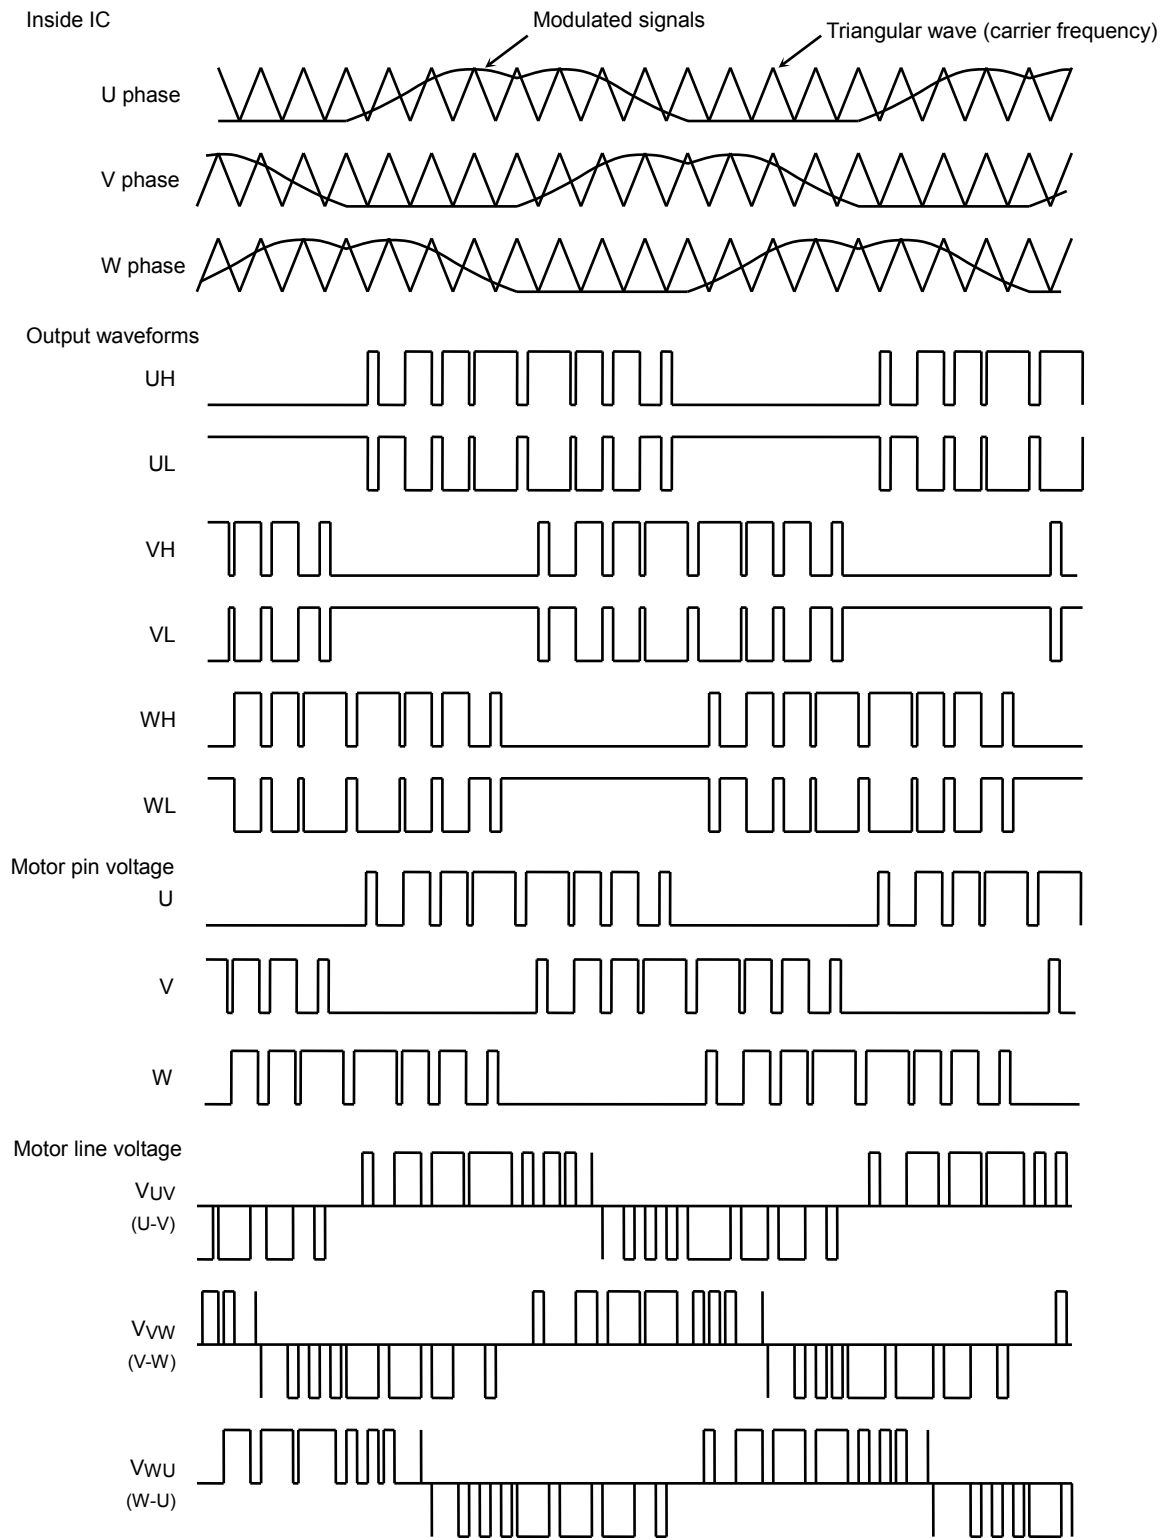 Inside IC
Modulated signals
Triangular wave (carrier frequency)
U phase
V phase
W phase
Output waveforms
UH
UL
VH
VL
WH
WL
Motor pin voltage
U
V
W
Motor line voltage
VUV
(U-V)
VVW
(V-W)
VWU
(W-U)